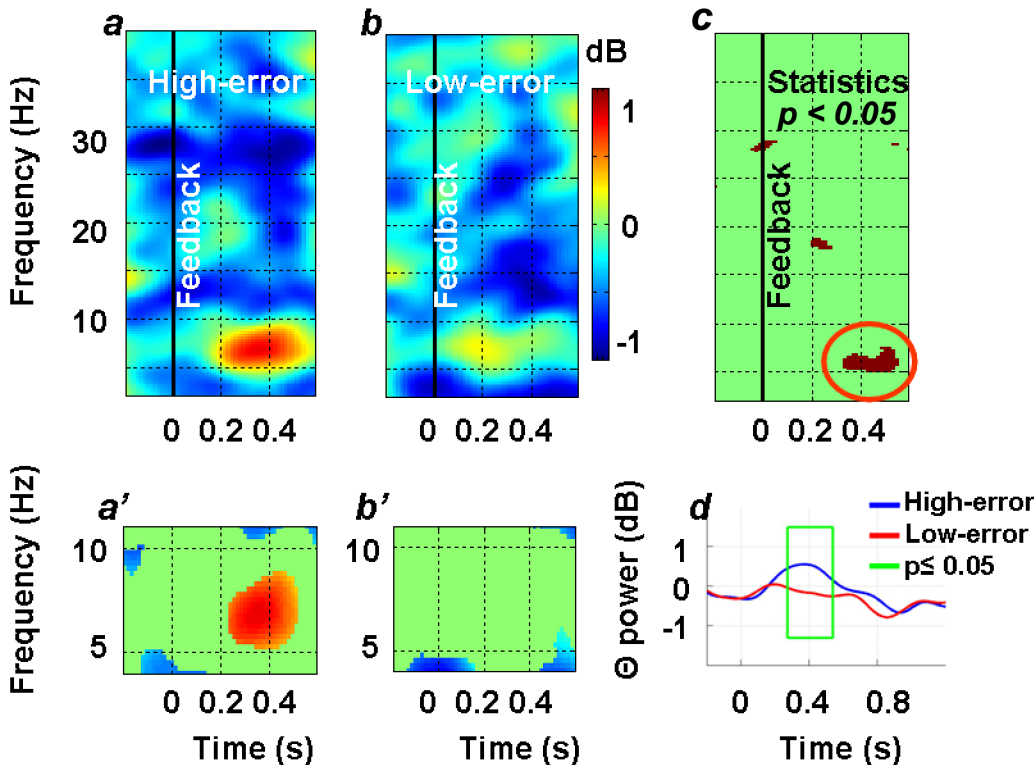 a
b
c
High-error
Low-error
dB
Statistics
p < 0.05
Frequency (Hz)
30
20
10
Feedback
Feedback
Feedback
1
0
-1
0 0.2 0.4
0 0.2 0.4
0 0.2 0.4
a'
b'
d
Frequency (Hz)
10
5
10
5
0 0.2 0.4
0 0.2 0.4
Time (s)
Time (s)
Θ power (dB)
1
0
-1
High-error
Low-error
p≤ 0.05
0 0.4 0.8
Time (s)